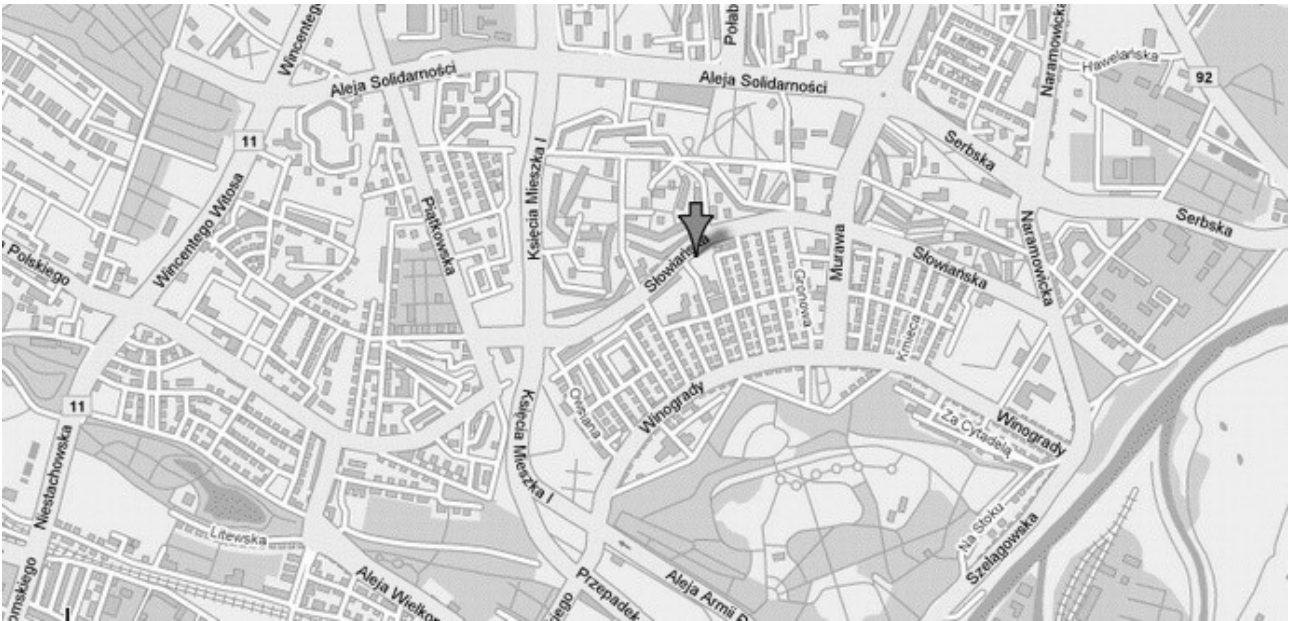 Wincentego
Aleja Solidarności
Aleja Solidarności
Połab
Naramowicka
Hawelańska
92
11
Serbska
Serbska
Księcia Mieszka I
Wincentego Witosa
Piątkowska
Polskiego
Słowiańska
Murawa
Słowiańska
Naramowicka
Gronowa
Kmieca
Owsiana
Winogrady
Winogrady
Za Cytadelą
11
Niestachowska
Księcia Mieszka I
Litewska
Na Stoku
Szelągowska
omskiego
Aleja Wielkop
Przepadek
kiego
Aleja Armii P